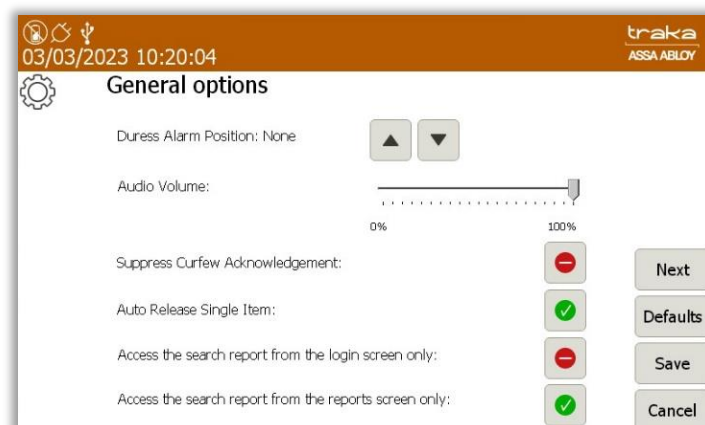 traka
03/03/2023 10:20:04
ASSA ABLOY
General options
Duress Alarm Position: None
Audio Volume:
0% 100%
Suppress Curfew Acknowledgement:
Next
Auto Release Single Item:
Defaults
Access the search report from the login screen only:
Save
Access the search report from the reports screen only:
Cancel